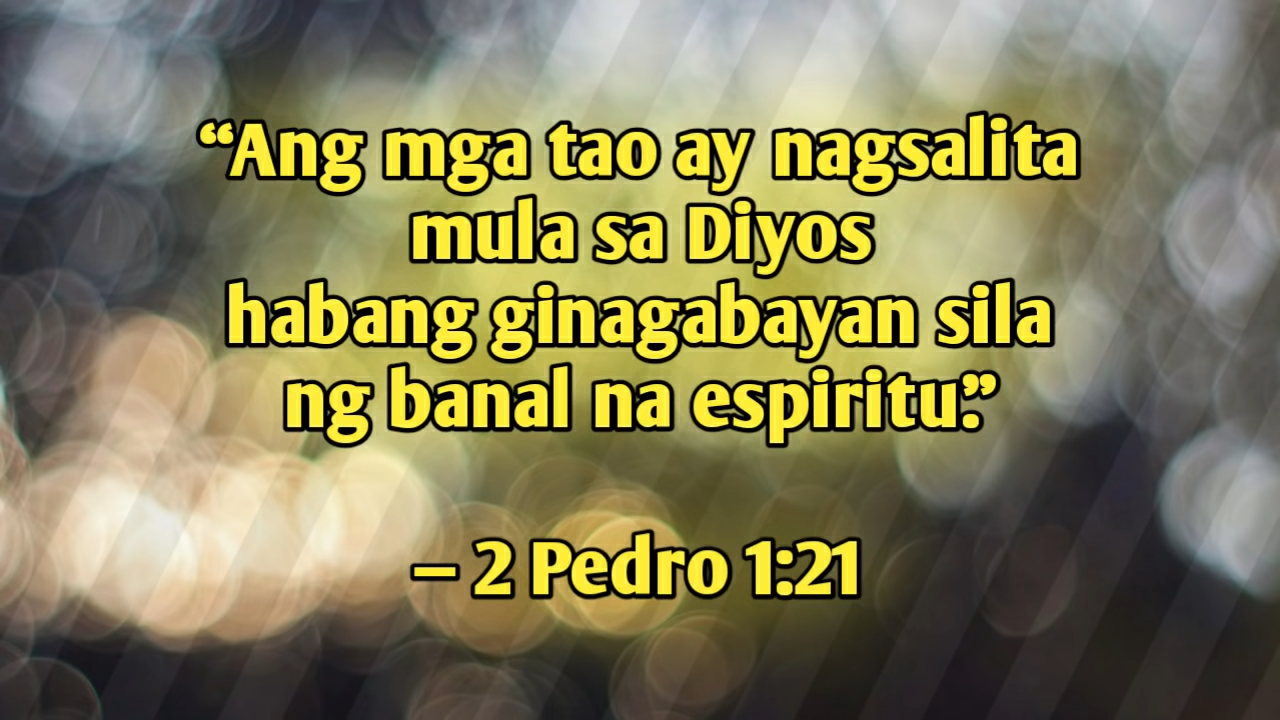 “Ang mga tao ay nagsalita
mula sa Diyos
habang ginagabayan sila
ng banal na espiritu.”
– 2 Pedro 1:21